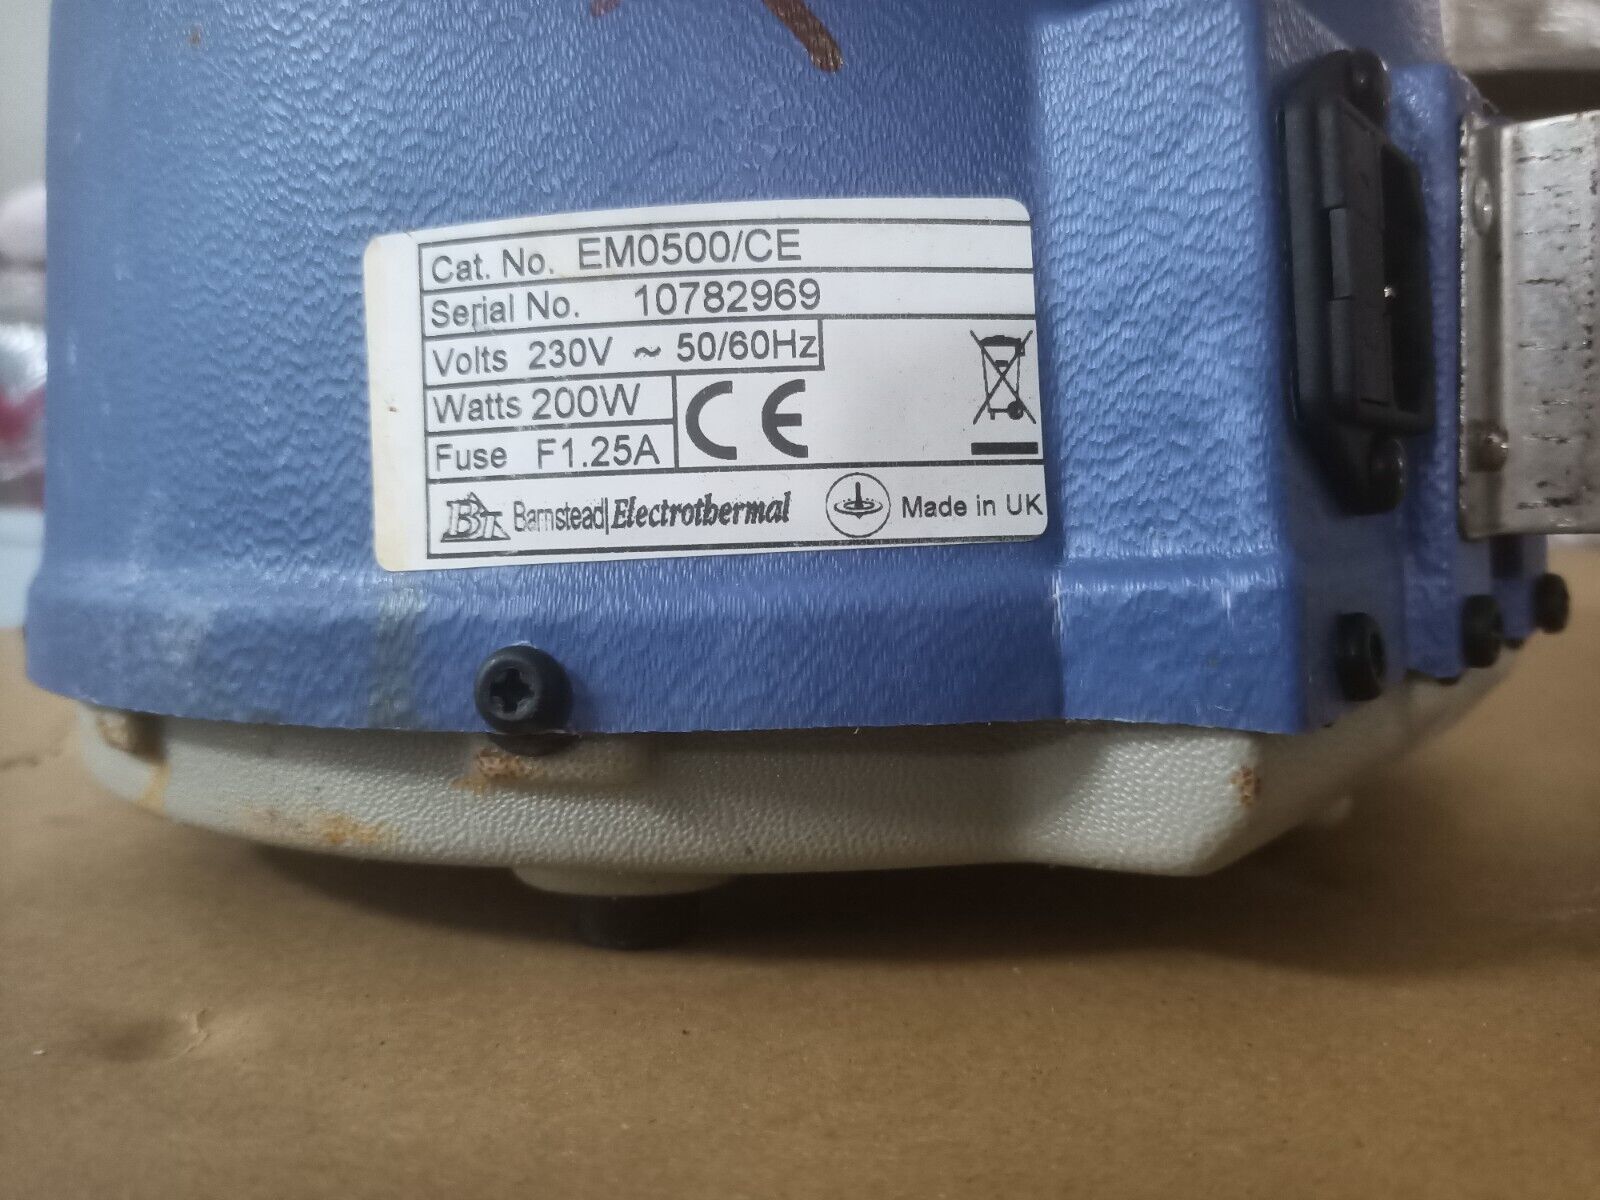 Cat. No. EM0500/CE
Serial No. 10782969
Volts 230V ~ 50/60Hz
Watts 200W
Fuse F1.25A
CE
BT Barnstead|Electrothermal Made in UK